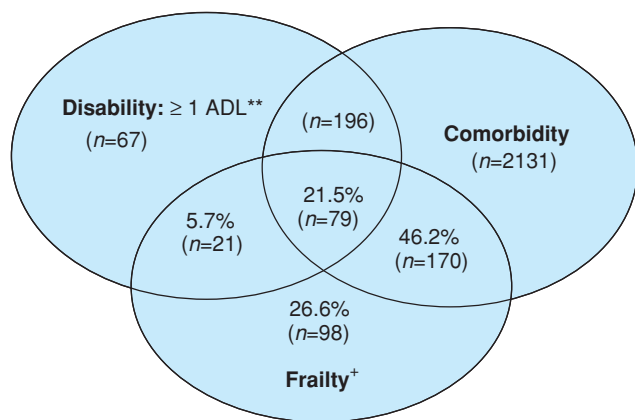 Disability: ≥ 1 ADL**
(n=67)
(n=196)
Comorbidity
(n=2131)
5.7%
(n=21)
21.5%
(n=79)
46.2%
(n=170)
26.6%
(n=98)
Frailty+